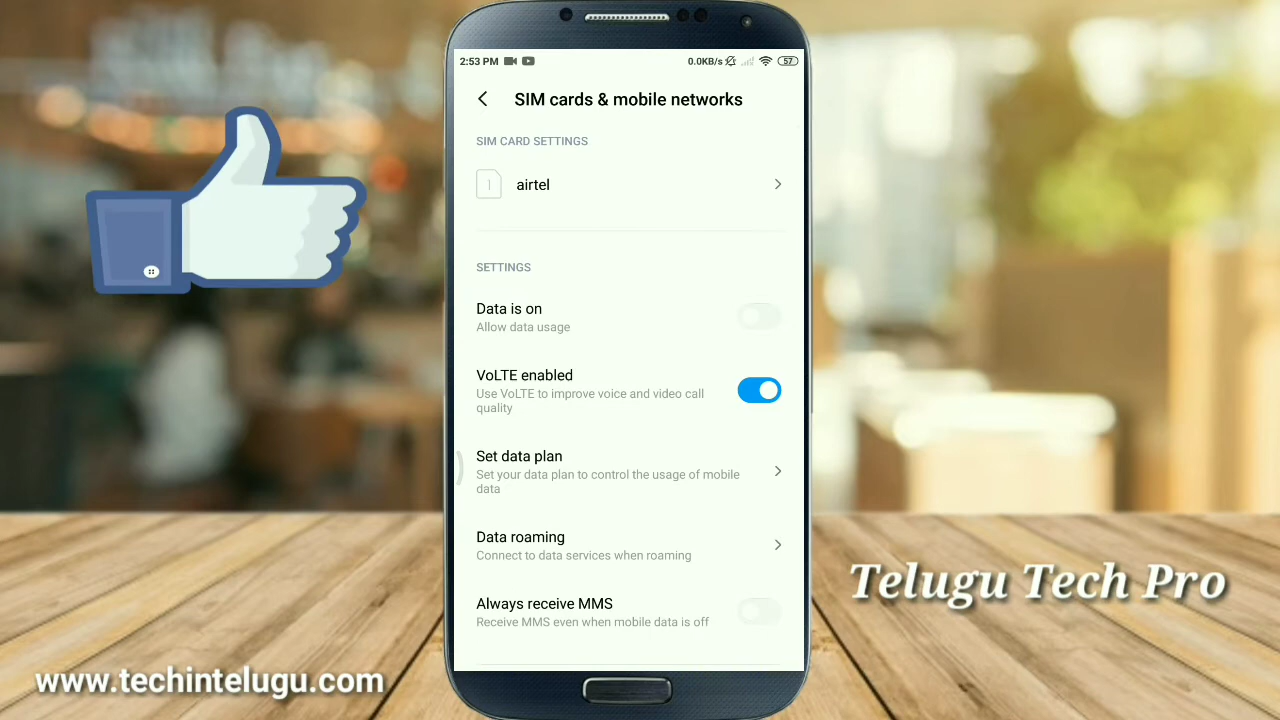 2:53 PM
0.0KB/s
57
SIM cards & mobile networks
SIM CARD SETTINGS
1
airtel
SETTINGS
Data is on
Allow data usage
VoLTE enabled
Use VoLTE to improve voice and video call
quality
Set data plan
Set your data plan to control the usage of mobile
data
Data roaming
Connect to data services when roaming
Always receive MMS
Receive MMS even when mobile data is off
Telugu Tech Pro
www.techintelugu.com